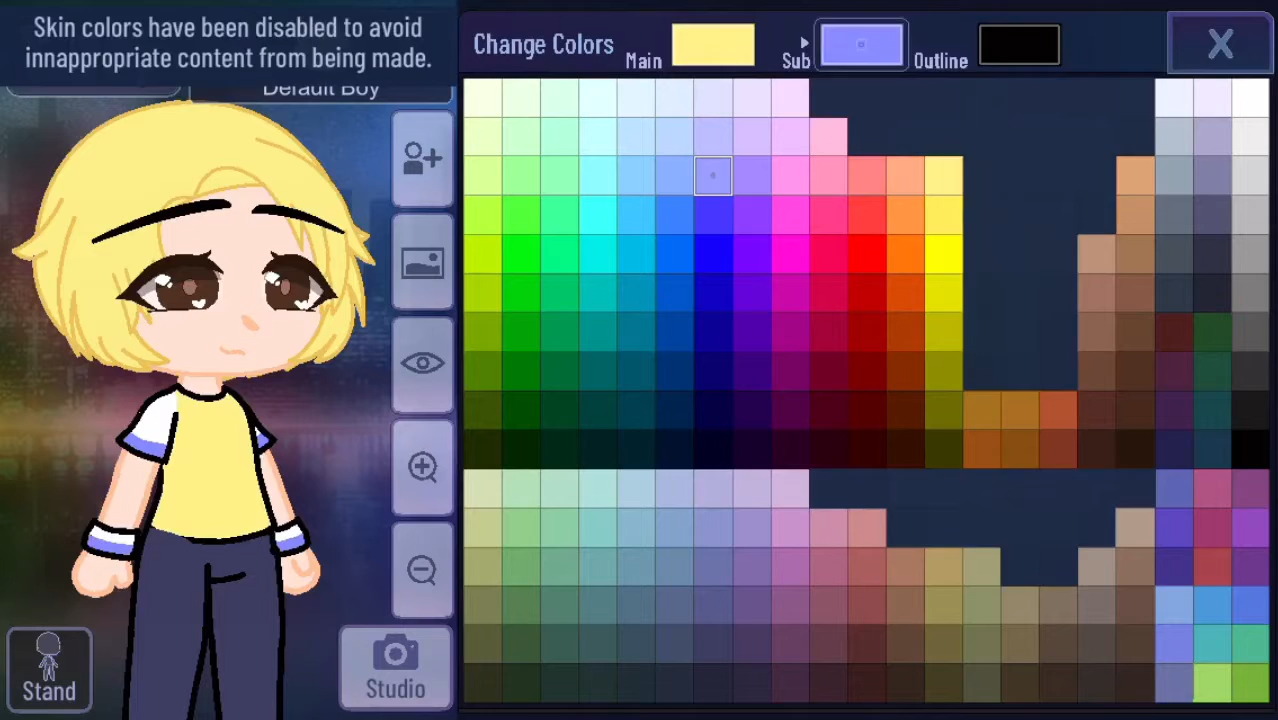 Skin colors have been disabled to avoid
innappropriate content from being made.
Default Boy
Change Colors
Main
Sub
Outline
X
Stand
Studio